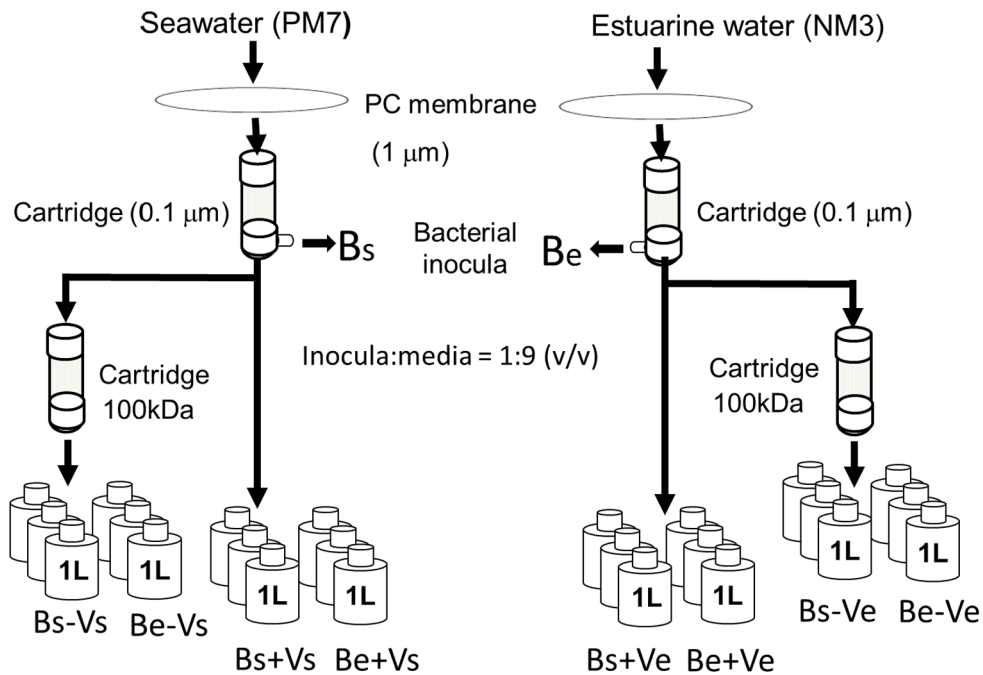 Seawater (PM7)
Estuarine water (NM3)
PC membrane
(1 μm)
Cartridge (0.1 μm)
Cartridge (0.1 μm)
Bs
Bacterial
inocula
Be
Inocula:media = 1:9 (v/v)
Cartridge
100kDa
Cartridge
100kDa
1L
1L
1L
1L
1L
1L
1L
1L
Bs-Vs
Be-Vs
Bs+Vs
Be+Vs
Bs+Ve
Be+Ve
Bs-Ve
Be-Ve